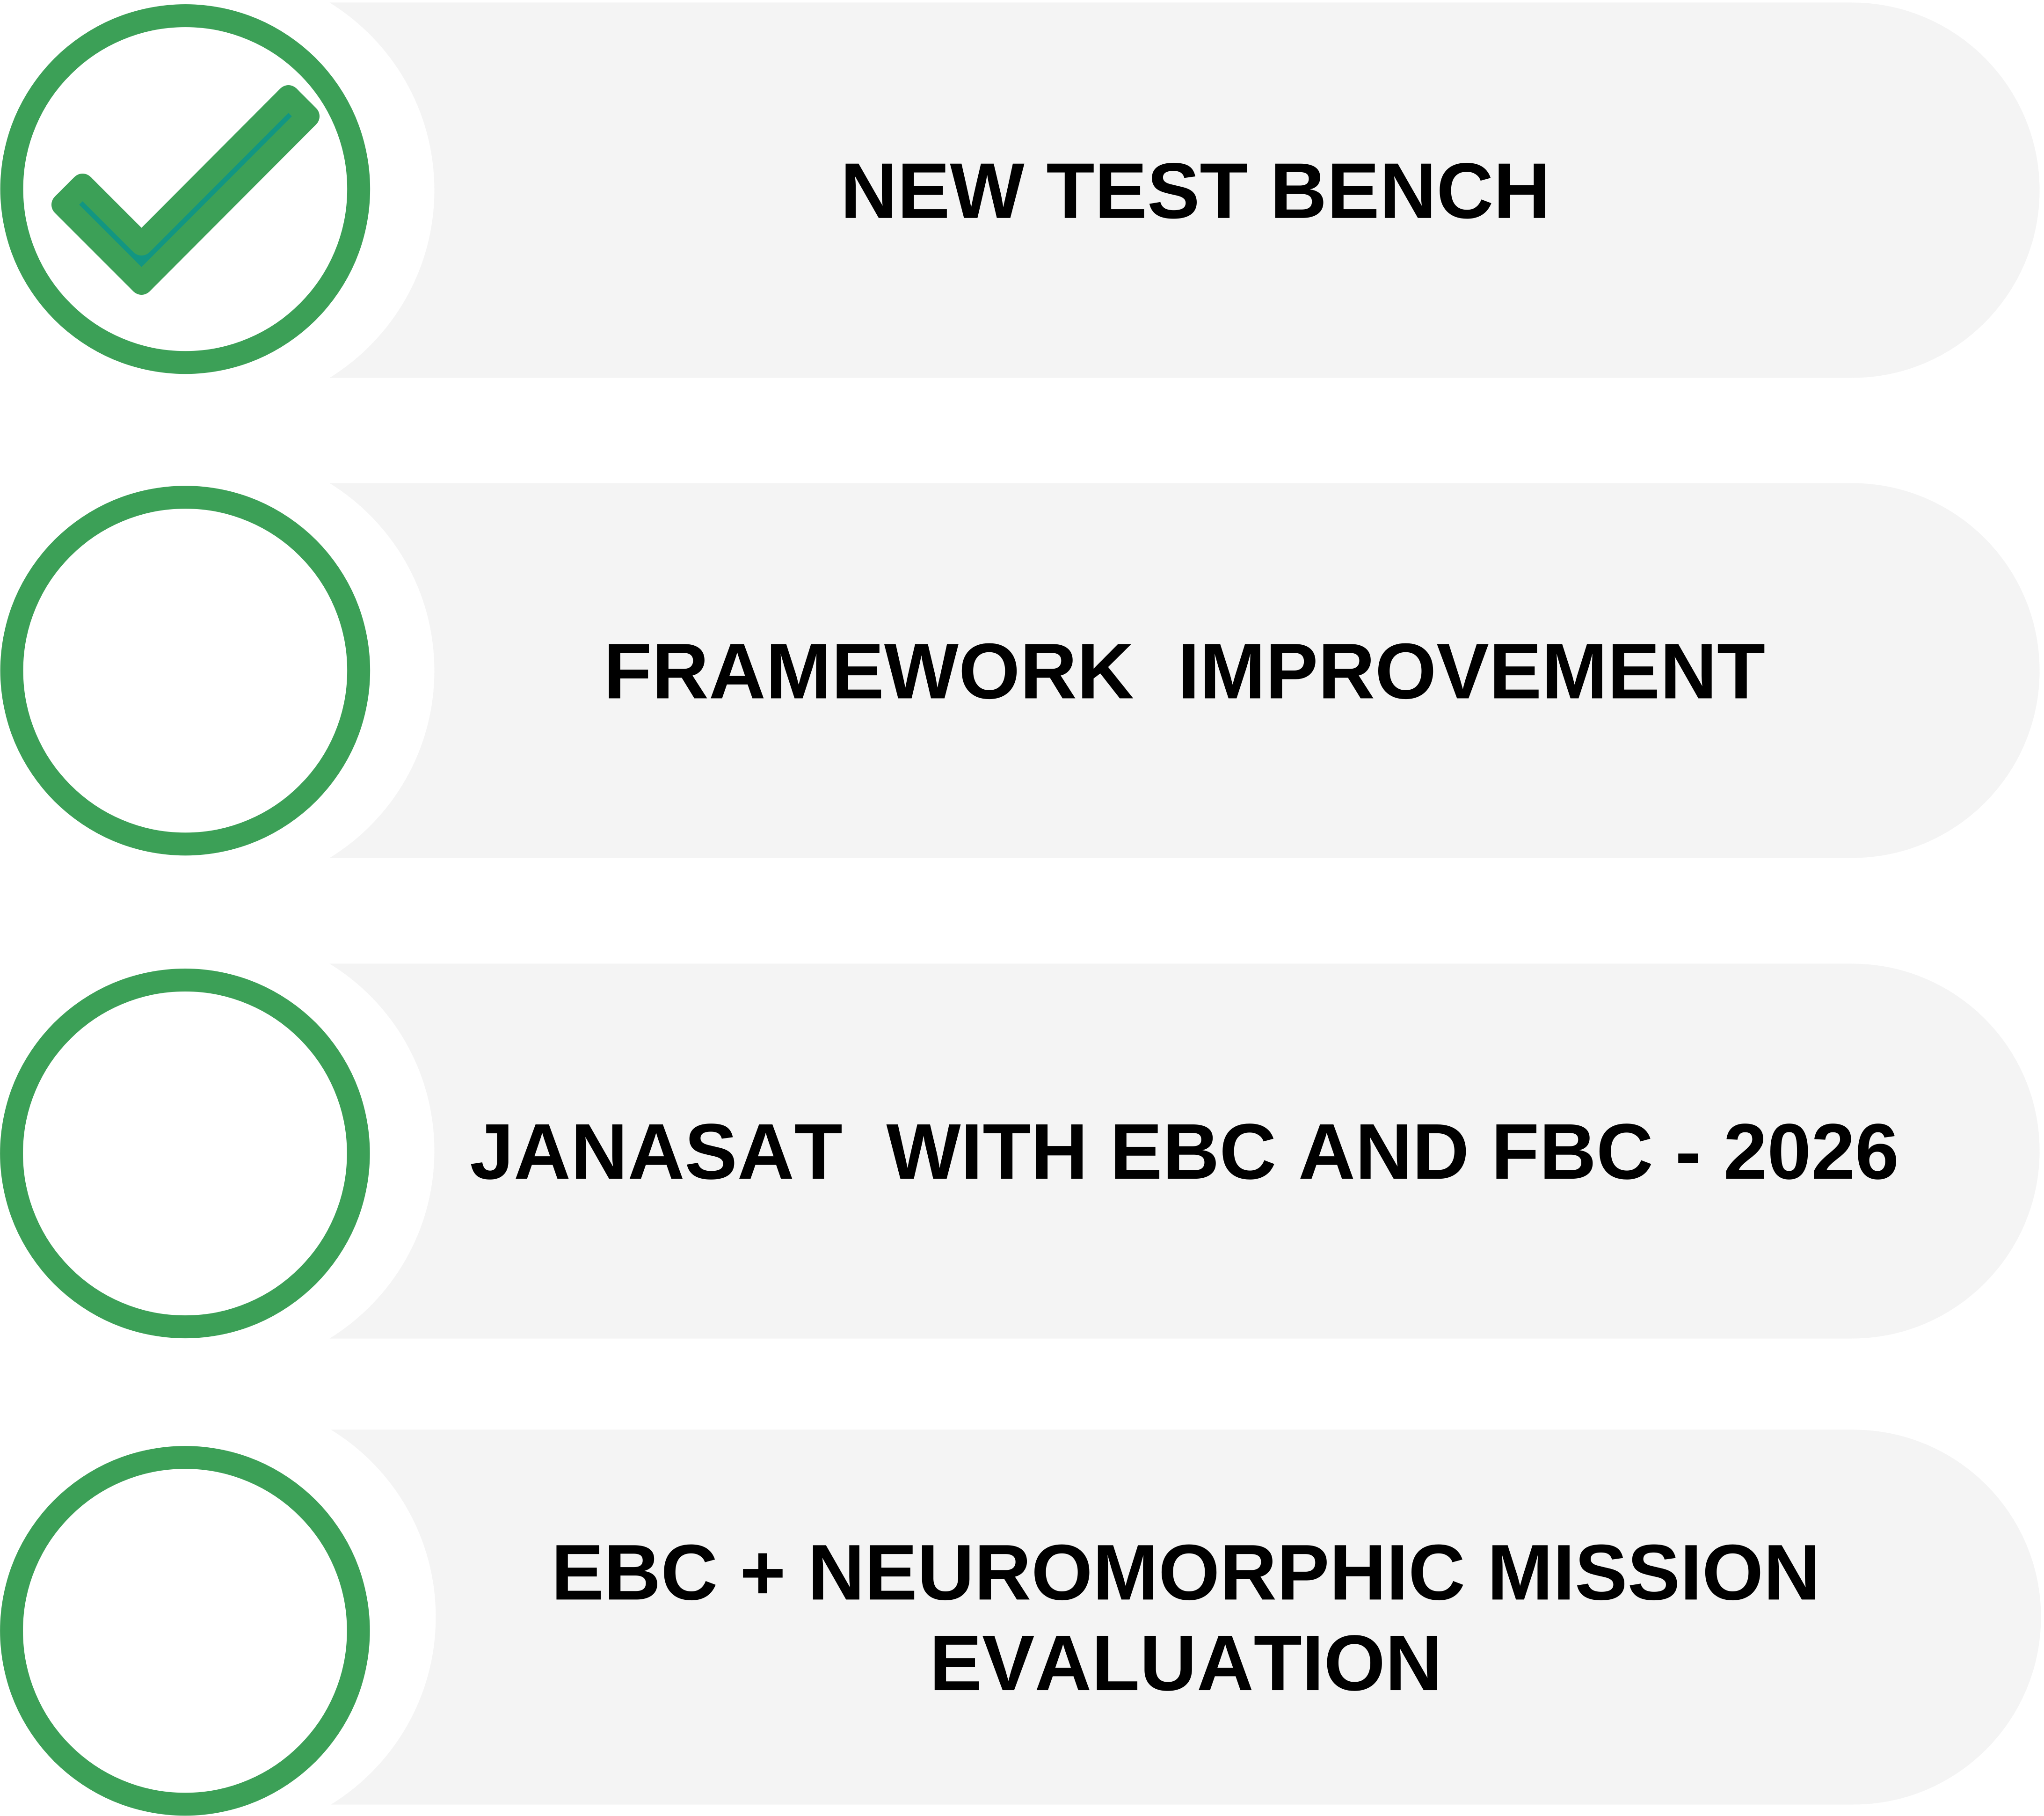 NEW TEST BENCH
FRAMEWORK IMPROVEMENT
JANASAT WITH EBC AND FBC - 2026
EBC + NEUROMORPHIC MISSION
EVALUATION